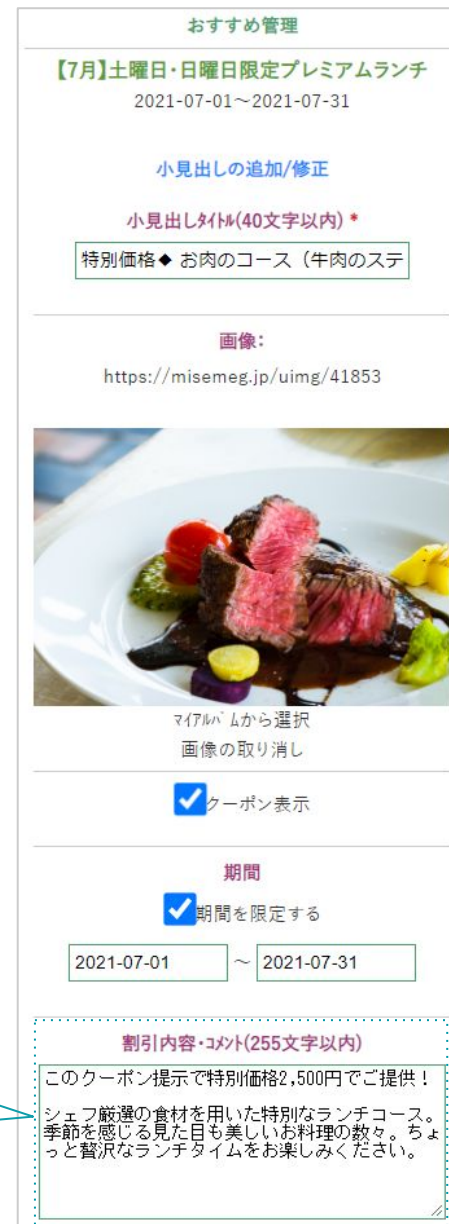 おすすめ管理
【7月】土曜日・日曜日限定プレミアムランチ
2021-07-01～2021-07-31
小見出しの追加/修正
小見出しﾀｲﾄﾙ(40文字以内) *
特別価格◆ お肉のコース（牛肉のステ
画像:
https://misemeg.jp/uimg/41853
ﾏｲｱﾙﾊﾞﾑから選択
画像の取り消し
クーポン表示
期間
期間を限定する
2021-07-01 ～ 2021-07-31
割引内容・ｺﾒﾝﾄ(255文字以内)
このクーポン提示で特別価格2,500円でご提供！
シェフ厳選の食材を用いた特別なランチコース。
季節を感じる見た目も美しいお料理の数々。ちょ
っと贅沢なランチタイムをお楽しみください。